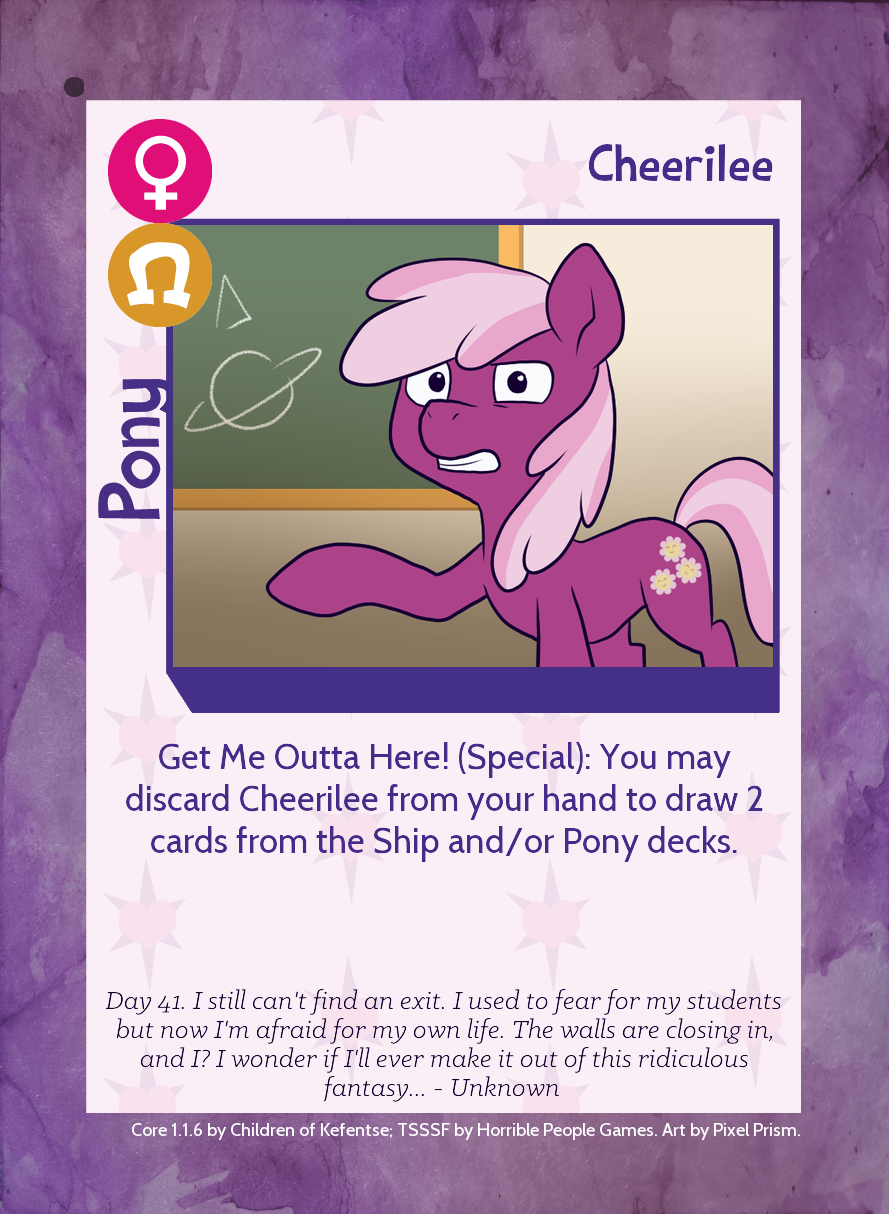 Cheerilee
Pony
Get Me Outta Here! (Special): You may
discard Cheerilee from your hand to draw 2
cards from the Ship and/or Pony decks.
Day 41. I still can't find an exit. I used to fear for my students
but now I'm afraid for my own life. The walls are closing in,
and I? I wonder if I'll ever make it out of this ridiculous
fantasy... - Unknown
Core 1.1.6 by Children of Kefentse; TSSSF by Horrible People Games. Art by Pixel Prism.